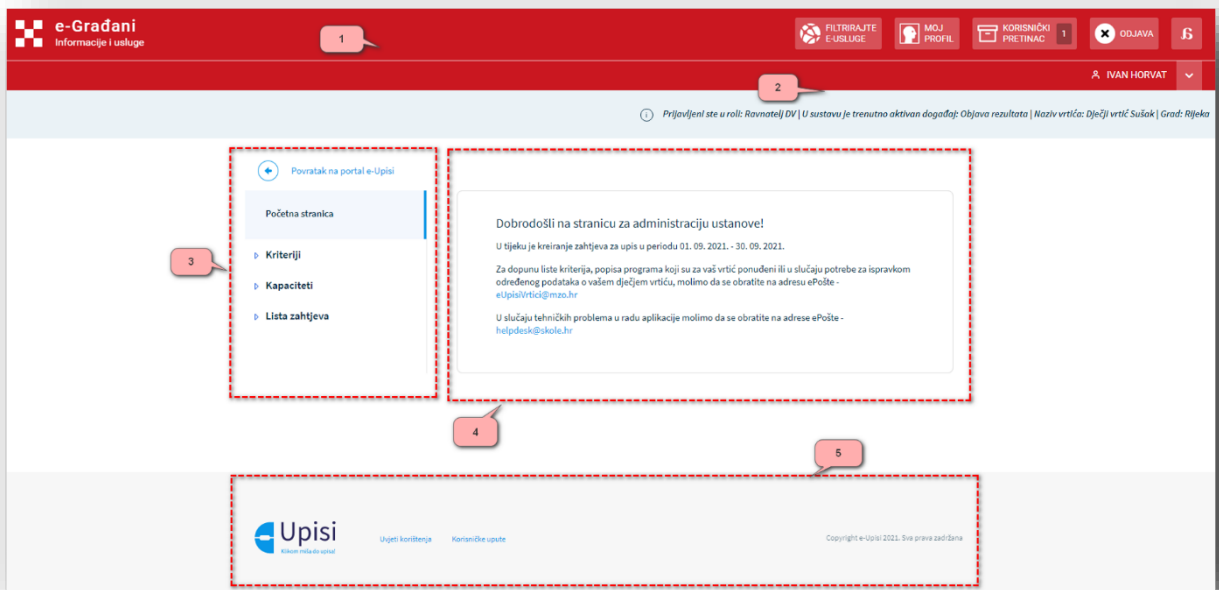 e-Građani
Informacije i usluge
1
FILTRIRAJTE
E-USLUGE
MOJ
PROFIL
KORISNIČKI
PRETINAC
1
ODJAVA
IVAN HORVAT
2
Prijavljeni ste u roli: Ravnatelj DV | U sustavu je trenutno aktivan događaj: Objava rezultata | Naziv vrtića: Dječji vrtić Sušak | Grad: Rijeka
Povratak na portal e-Upisi
Početna stranica
3
Kriteriji
Kapaciteti
Lista zahtjeva
Dobrodošli na stranicu za administraciju ustanove!
U tijeku je kreiranje zahtjeva za upis u periodu 01. 09. 2021. - 30. 09. 2021.
Za dopunu liste kriterija, popisa programa koji su za vaš vrtić ponuđeni ili u slučaju potrebe za ispravkom
određenog podataka o vašem dječjem vrtiću, molimo da se obratite na adresu ePošte -
eUpisiVrtici@mzo.hr
U slučaju tehničkih problema u radu aplikacije molimo da se obratite na adrese ePošte -
helpdesk@skole.hr
4
5
Upisi
Klikom miša do upisa!
Uvjeti korištenja
Korisničke upute
Copyright e-Upisi 2021. Sva prava zadržana